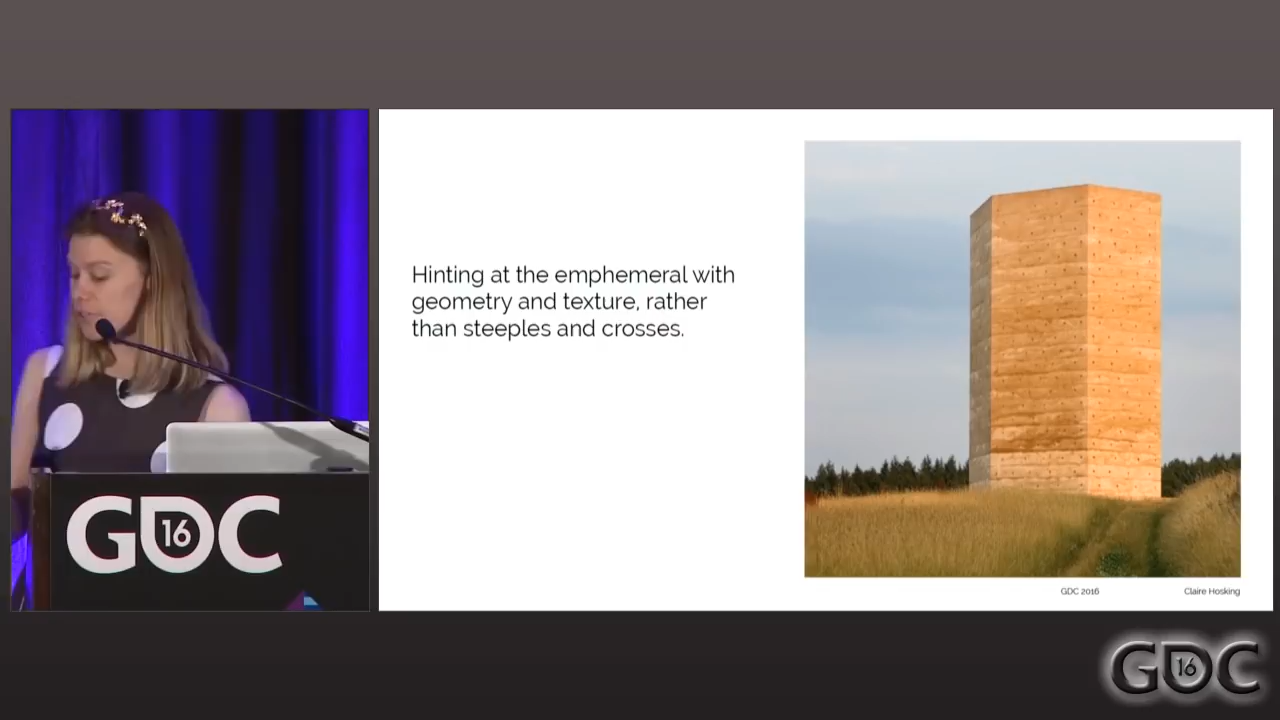 Hinting at the emphemeral with
geometry and texture, rather
than steeples and crosses.
GDC 2016
Claire Hosking
GDC
16
GDC
16